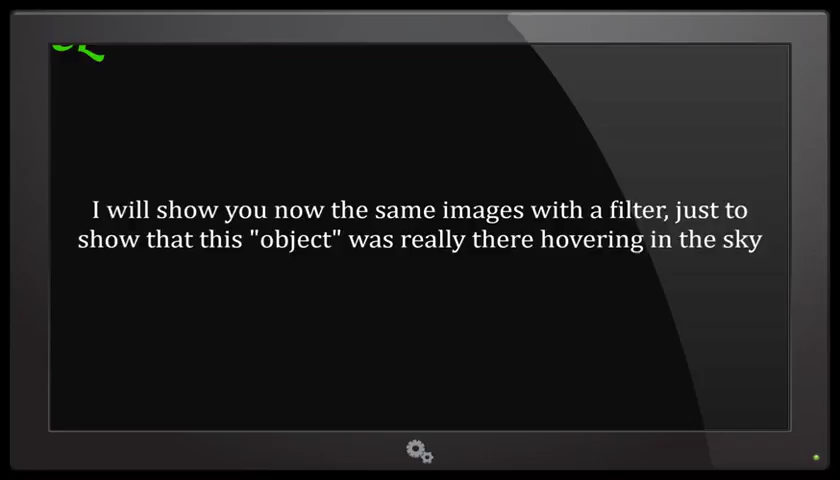 I will show you now the same images with a filter, just to
show that this "object" was really there hovering in the sky